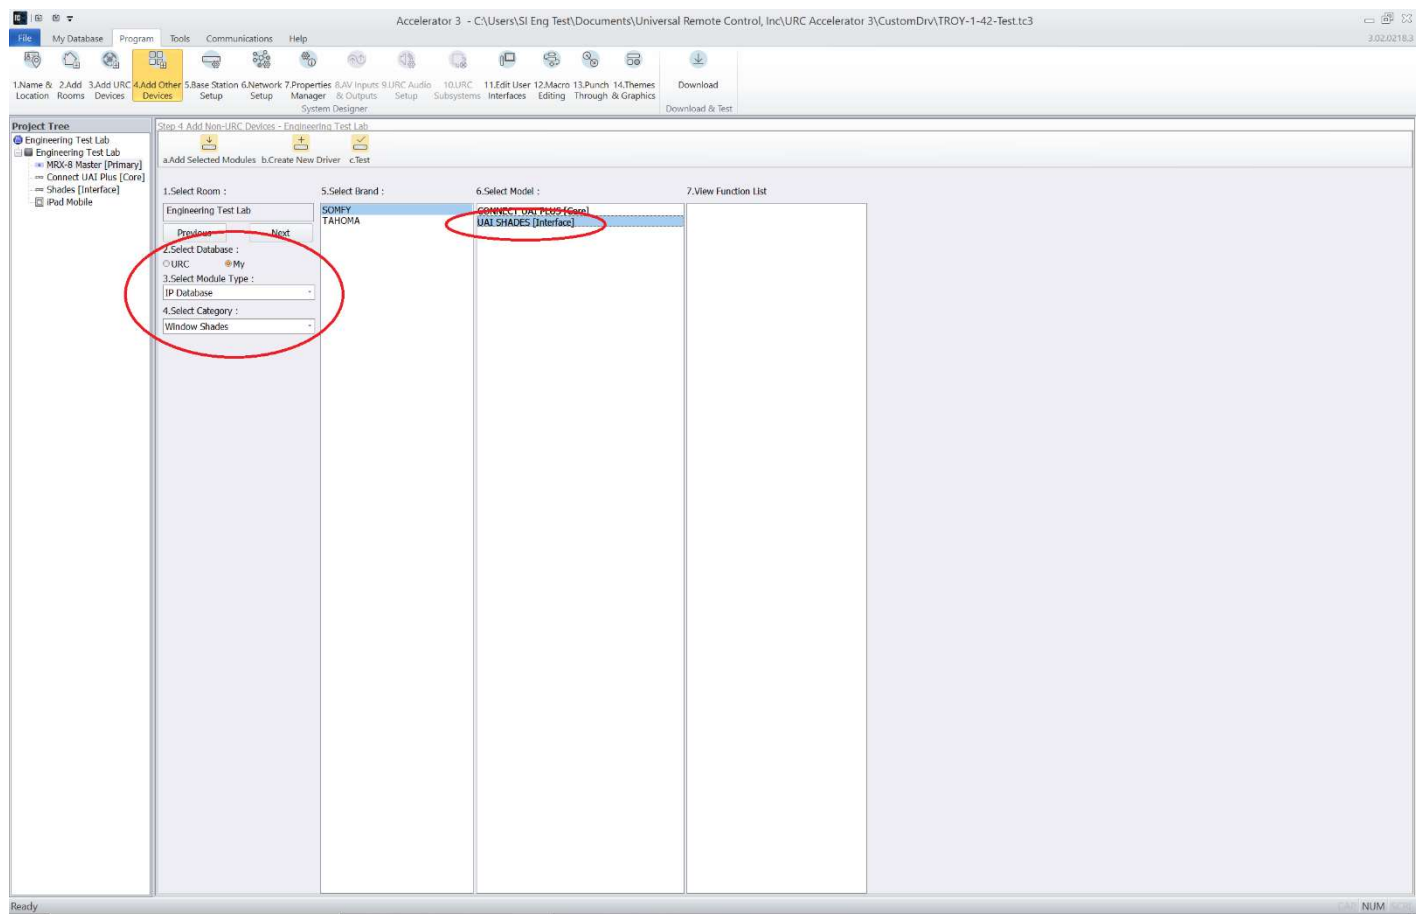 Accelerator 3 - C:\Users\SI Eng Test\Documents\Universal Remote Control, Inc\URC Accelerator 3\CustomDrv\TROY-1-42-Test.tc3
File My Database Program Tools Communications Help
3.02.0218.3
1.Name & Location
2.Add Rooms
3.Add URC Devices
4.Add Other Devices
5.Base Station Setup
6.Network Setup
7.Properties Manager
8.AV Inputs & Outputs
9.URC Audio Setup
10.URC Subsystems
11.Edit User Interfaces
12.Macro Editing
13.Punch Through
14.Themes & Graphics
Download
System Designer
Download & Test
Project Tree
Engineering Test Lab
Engineering Test Lab
MRX-8 Master [Primary]
Connect UAI Plus [Core]
Shades [Interface]
iPad Mobile
Step 4 Add Non-URC Devices - Engineering Test Lab
a.Add Selected Modules b.Create New Driver c.Test
1.Select Room :
Engineering Test Lab
Previous Next
2.Select Database :
URC My
3.Select Module Type :
IP Database
4.Select Category :
Window Shades
5.Select Brand :
SOMFY
TAHOMA
6.Select Model :
CONNECT UAI PLUS [Core]
UAI SHADES [Interface]
7.View Function List
Ready
CAP NUM SCRL